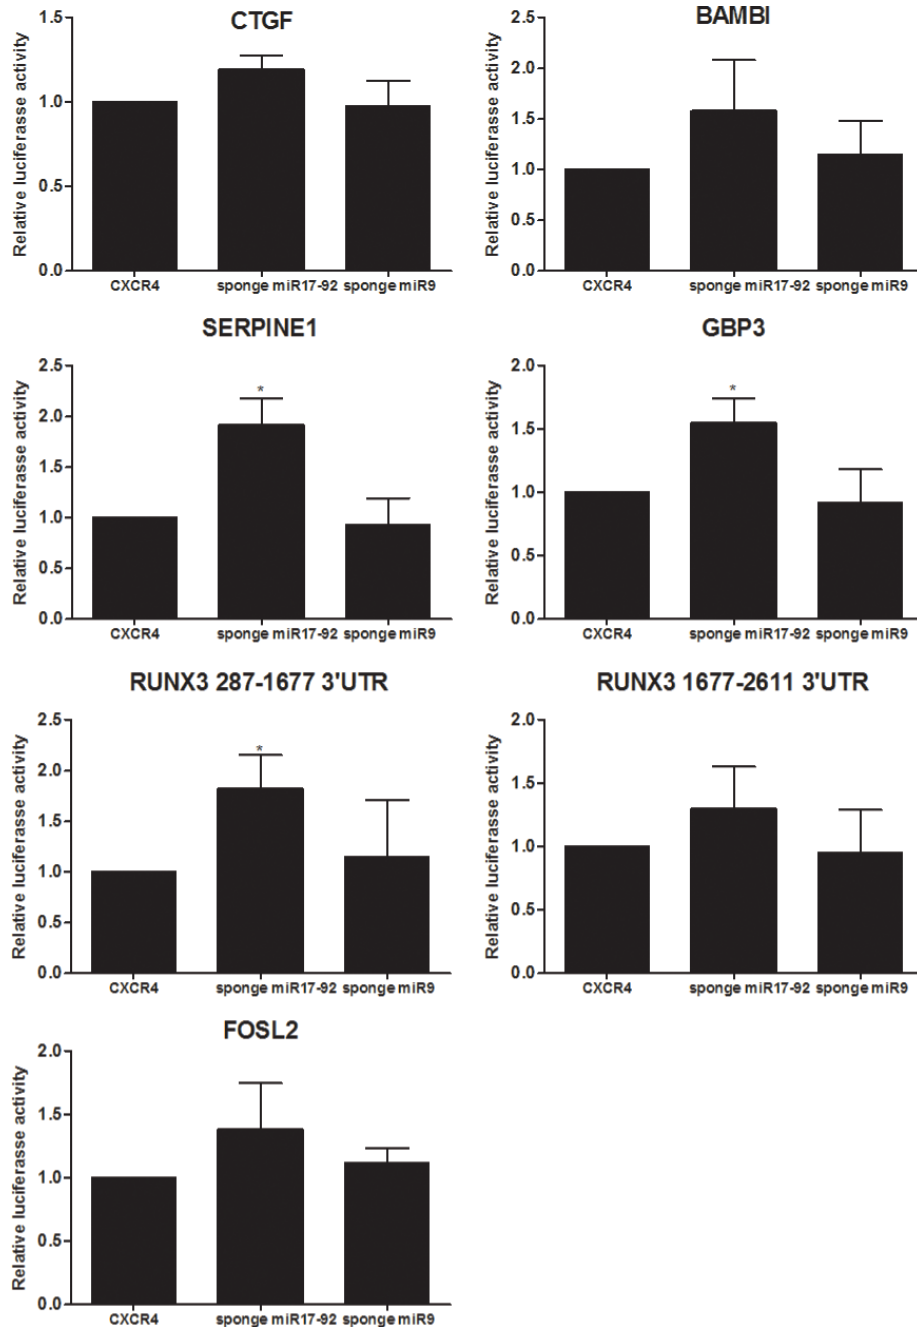 CTGF
Relative luciferasse activity
1.5
1.0
0.5
0.0
CXCR4 sponge miR17-92 sponge miR9
BAMBI
Relative luciferasse activity
2.5
2.0
1.5
1.0
0.5
0.0
CXCR4 sponge miR17-92 sponge miR9
SERPINE1
Relative luciferasse activity
2.5
2.0
1.5
1.0
0.5
0.0
*
CXCR4 sponge miR17-92 sponge miR9
GBP3
Relative luciferasse activity
2.0
1.5
1.0
0.5
0.0
*
CXCR4 sponge miR17-92 sponge miR9
RUNX3 287-1677 3'UTR
Relative luciferasse activity
2.5
2.0
1.5
1.0
0.5
0.0
*
CXCR4 sponge miR17-92 sponge miR9
RUNX3 1677-2611 3'UTR
Relative luciferasse activity
2.0
1.5
1.0
0.5
0.0
CXCR4 sponge miR17-92 sponge miR9
FOSL2
Relative luciferasse activity
2.0
1.5
1.0
0.5
0.0
CXCR4 sponge miR17-92 sponge miR9